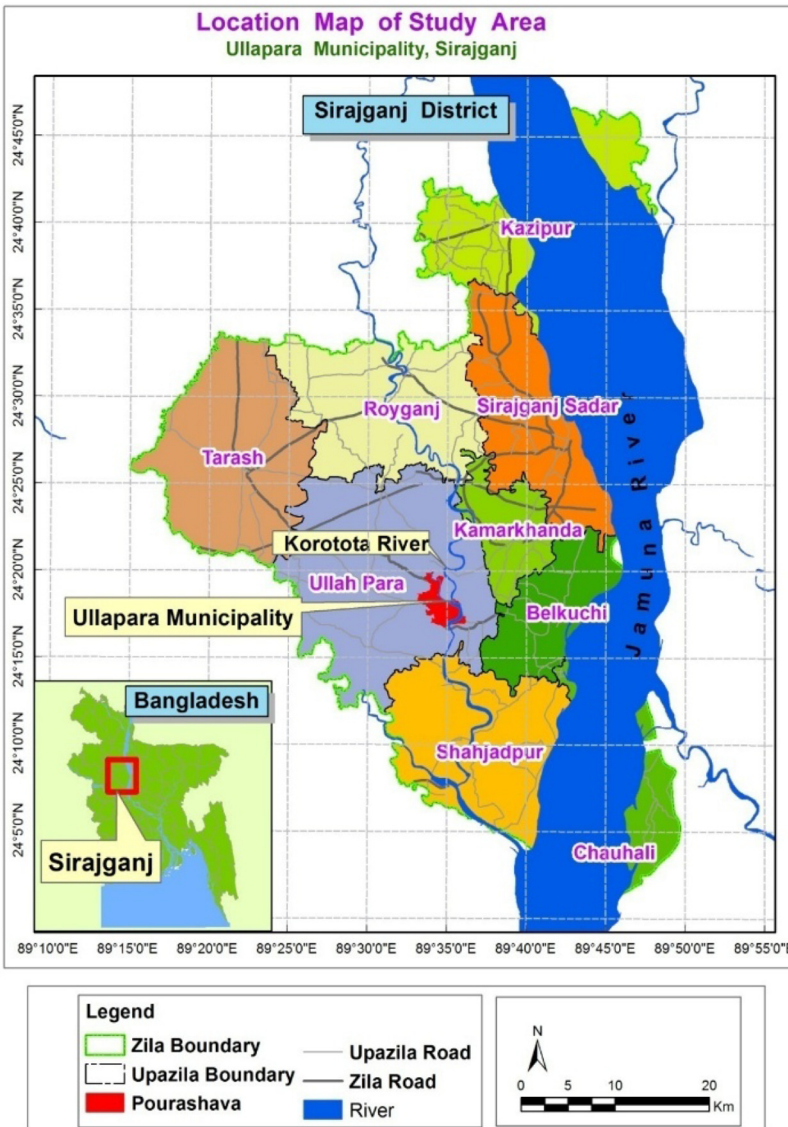 Location Map of Study Area
Ullapara Municipality, Sirajganj
Sirajganj District
24°45'0"N
24°40'0"N
24°35'0"N
24°30'0"N
24°25'0"N
24°20'0"N
24°15'0"N
24°10'0"N
24°5'0"N
Kazipur
Royganj
Sirajganj Sadar
Tarash
Jamuna River
Kamarkhanda
Korotota River
Ullah Para
Ullapara Municipality
Belkuchi
Bangladesh
Shahjadpur
Sirajganj
Chauhali
89°10'0"E 89°15'0"E 89°20'0"E 89°25'0"E 89°30'0"E 89°35'0"E 89°40'0"E 89°45'0"E 89°50'0"E 89°55'0"E
Legend
Zila Boundary
Upazila Boundary
Pourashava
Upazila Road
Zila Road
River
N
0 5 10 20
Km